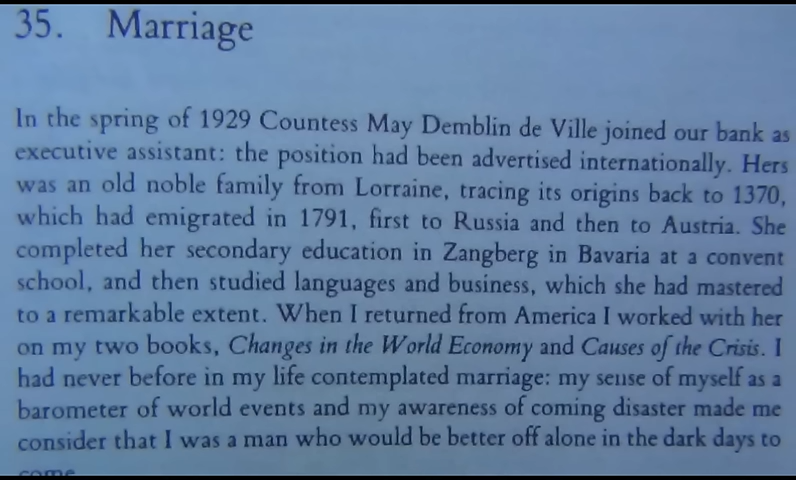 35. Marriage
In the spring of 1929 Countess May Demblin de Ville joined our bank as
executive assistant: the position had been advertised internationally. Hers
was an old noble family from Lorraine, tracing its origins back to 1370,
which had emigrated in 1791, first to Russia and then to Austria. She
completed her secondary education in Zangberg in Bavaria at a convent
school, and then studied languages and business, which she had mastered
to a remarkable extent. When I returned from America I worked with her
on my two books, Changes in the World Economy and Causes of the Crisis. I
had never before in my life contemplated marriage: my sense of myself as a
barometer of world events and my awareness of coming disaster made me
consider that I was a man who would be better off alone in the dark days to
come